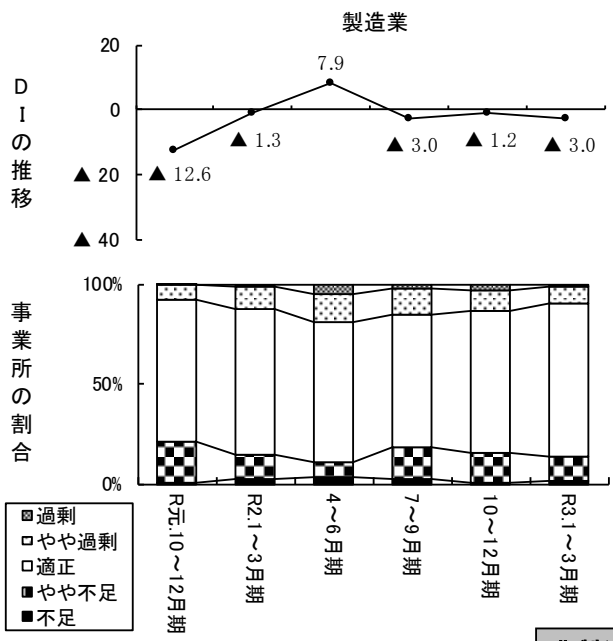 製造業
DIの推移
20
0
▲ 20
▲ 40
▲ 12.6
▲ 1.3
7.9
▲ 3.0
▲ 1.2
▲ 3.0
事業所の割合
100%
50%
0%
R元.10～12月期
R2.1～3月期
4～6月期
7～9月期
10～12月期
R3.1～3月期
過剰
やや過剰
適正
やや不足
不足